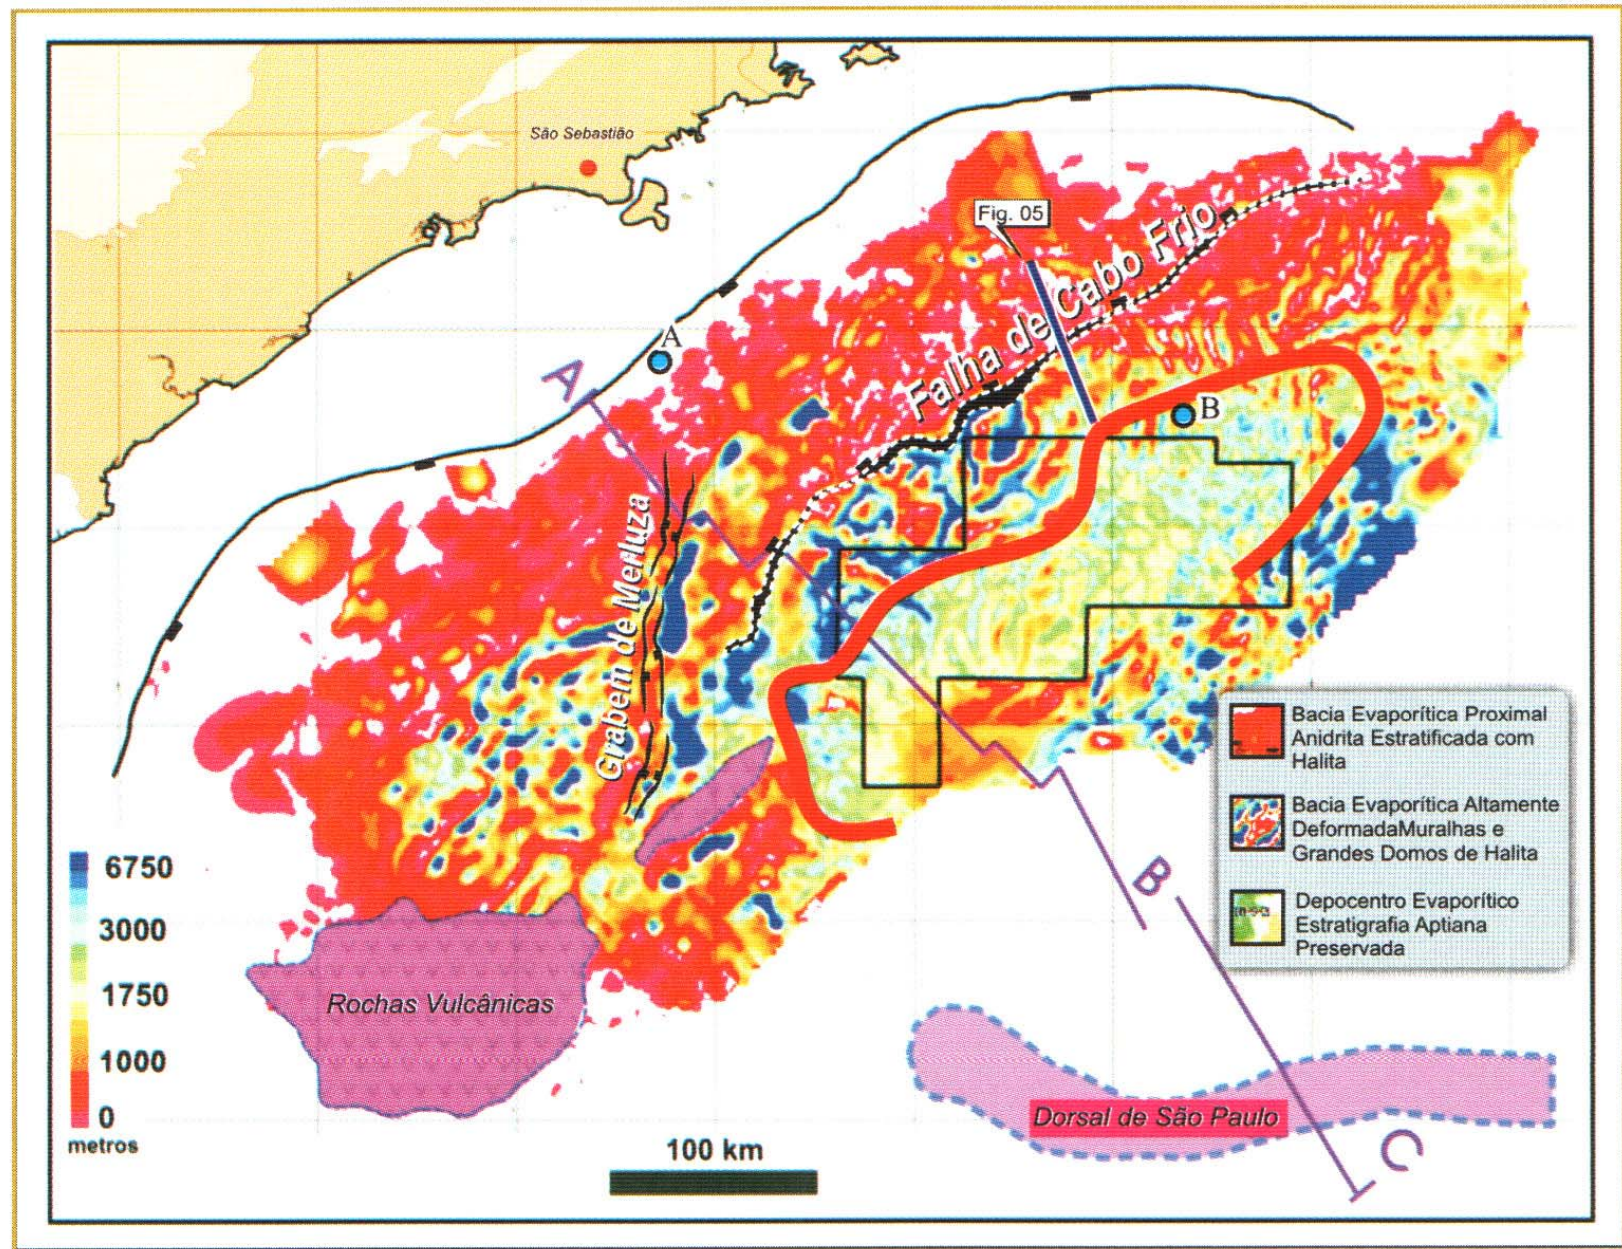 São Sebastião
Fig. 05
Falha de Cabo Frio
A
A
B
Grabem de Merluza
Bacia Evaporítica Proximal
Anidrita Estratificada com
Halita
Bacia Evaporítica Altamente
DeformadaMuralhas e
Grandes Domos de Halita
Depocentro Evaporítico
Estratigrafia Aptiana
Preservada
6750
3000
1750
1000
0
metros
B
Rochas Vulcânicas
Dorsal de São Paulo
C
100 km